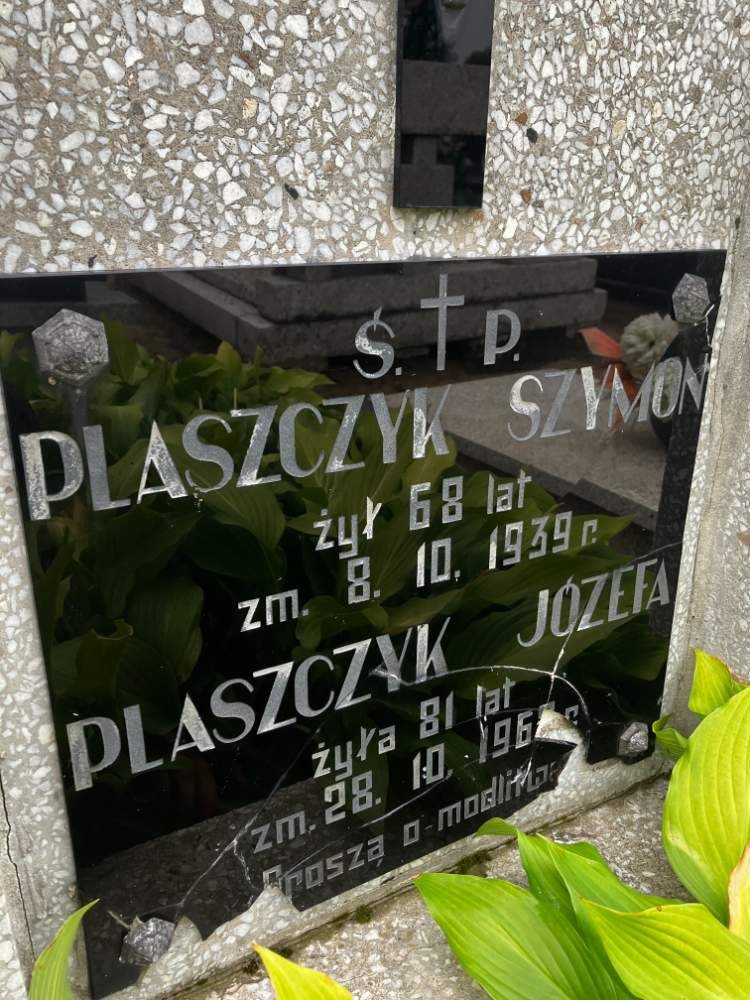 Ś. † P.
PLASZCZYK SZYMON
żył 68 lat
zm. 8. 10. 1939 r.
PLASZCZYK JÓZEFA
żyła 81 lat
zm. 28. 10. r.
Proszą o modlitwę